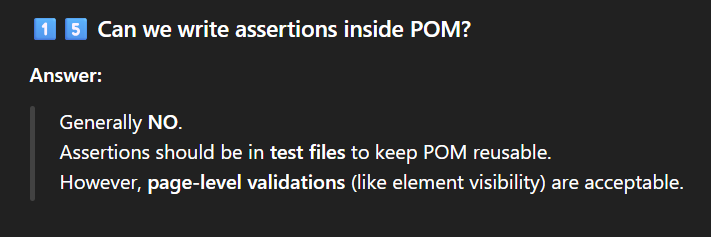 1️⃣ 5️⃣ Can we write assertions inside POM?
Answer:
Generally NO.
Assertions should be in test files to keep POM reusable.
However, page-level validations (like element visibility) are acceptable.